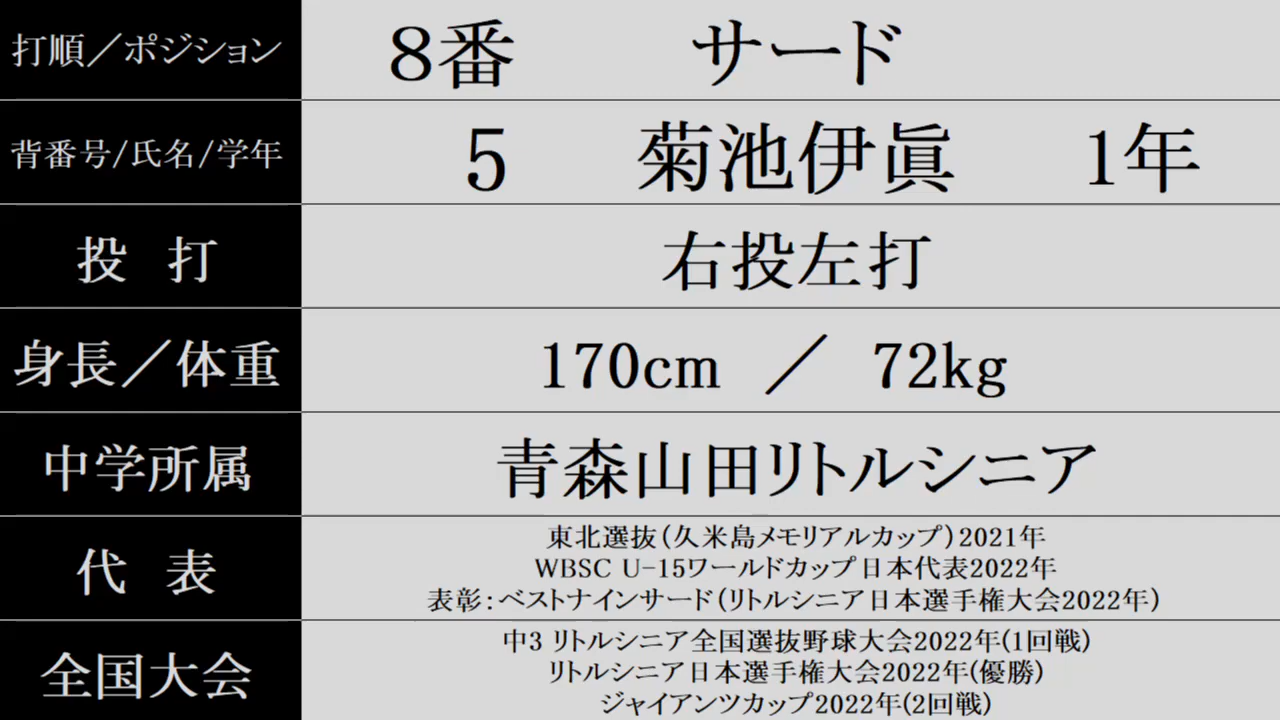 打順／ポジション　8番　サード
背番号/氏名/学年　5　菊池伊眞　1年
投　打　右投左打
身長／体重　170cm　／　72kg
中学所属　青森山田リトルシニア
代　表
東北選抜（久米島メモリアルカップ）2021年
WBSC U-15ワールドカップ日本代表2022年
表彰：ベストナインサード（リトルシニア日本選手権大会2022年）
全国大会
中3 リトルシニア全国選抜野球大会2022年(1回戦)
リトルシニア日本選手権大会2022年(優勝)
ジャイアンツカップ2022年(2回戦)